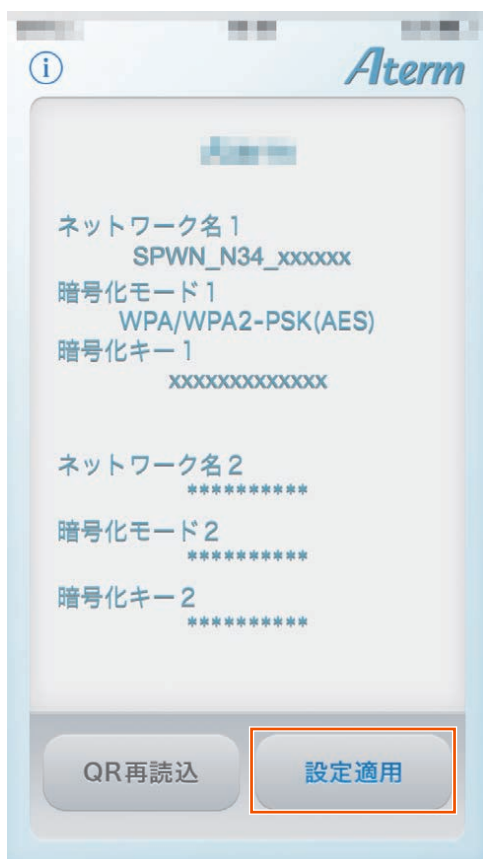 Aterm
ネットワーク名1
SPWN_N34_xxxxxx
暗号化モード1
WPA/WPA2-PSK(AES)
暗号化キー1
xxxxxxxxxxxxx
ネットワーク名2
**********
暗号化モード2
**********
暗号化キー2
**********
QR再読込
設定適用